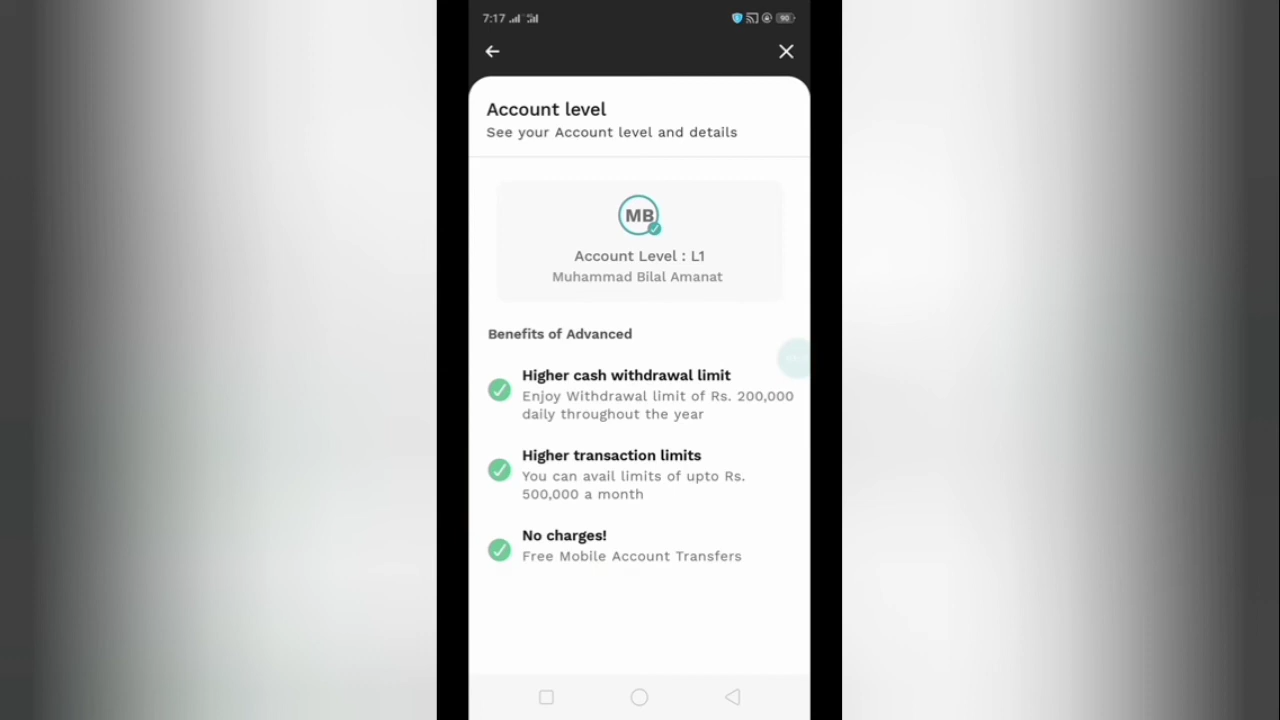 7:17
90
Account level
See your Account level and details
MB
Account Level : L1
Muhammad Bilal Amanat
Benefits of Advanced
Higher cash withdrawal limit
Enjoy Withdrawal limit of Rs. 200,000
daily throughout the year
Higher transaction limits
You can avail limits of upto Rs.
500,000 a month
No charges!
Free Mobile Account Transfers